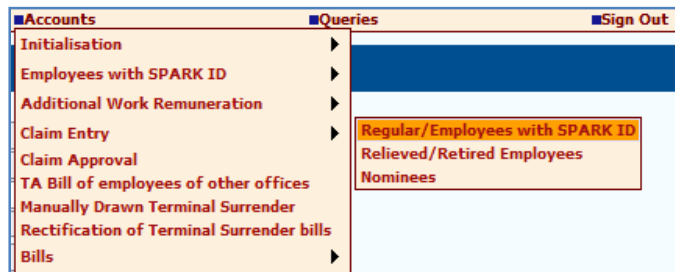 Accounts Queries Sign Out
Initialisation
Employees with SPARK ID
Additional Work Remuneration
Claim Entry
Regular/Employees with SPARK ID
Relieved/Retired Employees
Nominees
Claim Approval
TA Bill of employees of other offices
Manually Drawn Terminal Surrender
Rectification of Terminal Surrender bills
Bills